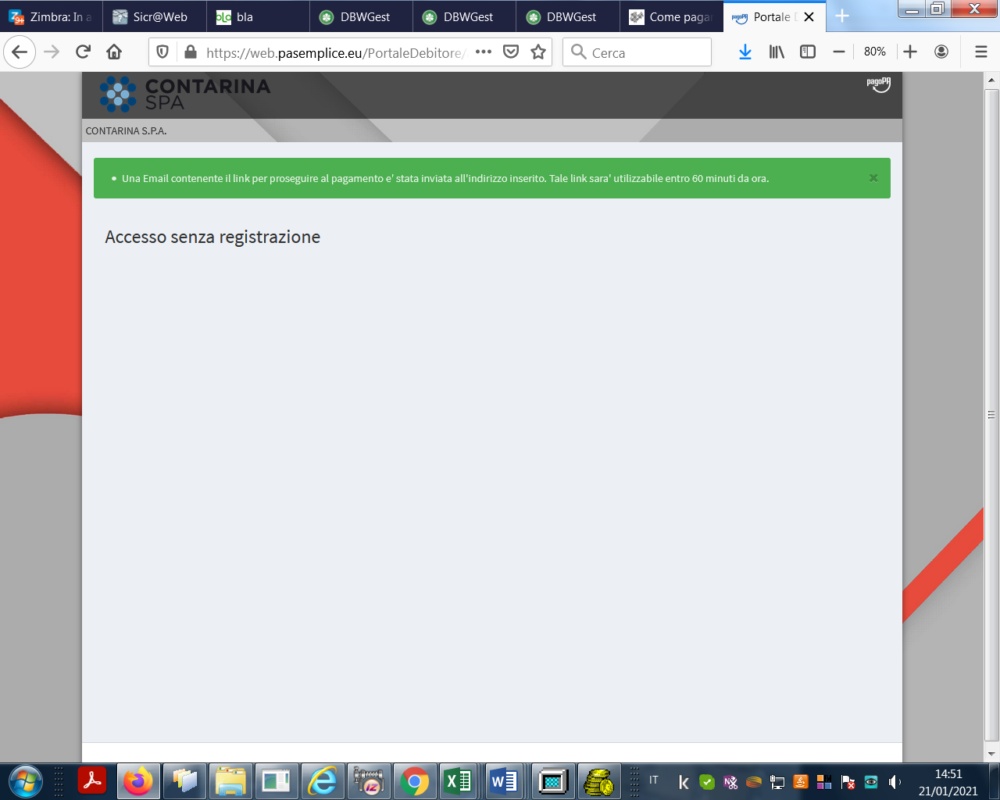 Zimbra: In a
Sicr@Web
bla
DBWGest
DBWGest
DBWGest
Come pagar
Portale D
https://web.pasemplice.eu/PortaleDebitore/
Cerca
80%
CONTARINA
SPA
pagoPA
CONTARINA S.P.A.
Una Email contenente il link per proseguire al pagamento e' stata inviata all'indirizzo inserito. Tale link sara' utilizzabile entro 60 minuti da ora.
Accesso senza registrazione
IT
14:51
21/01/2021